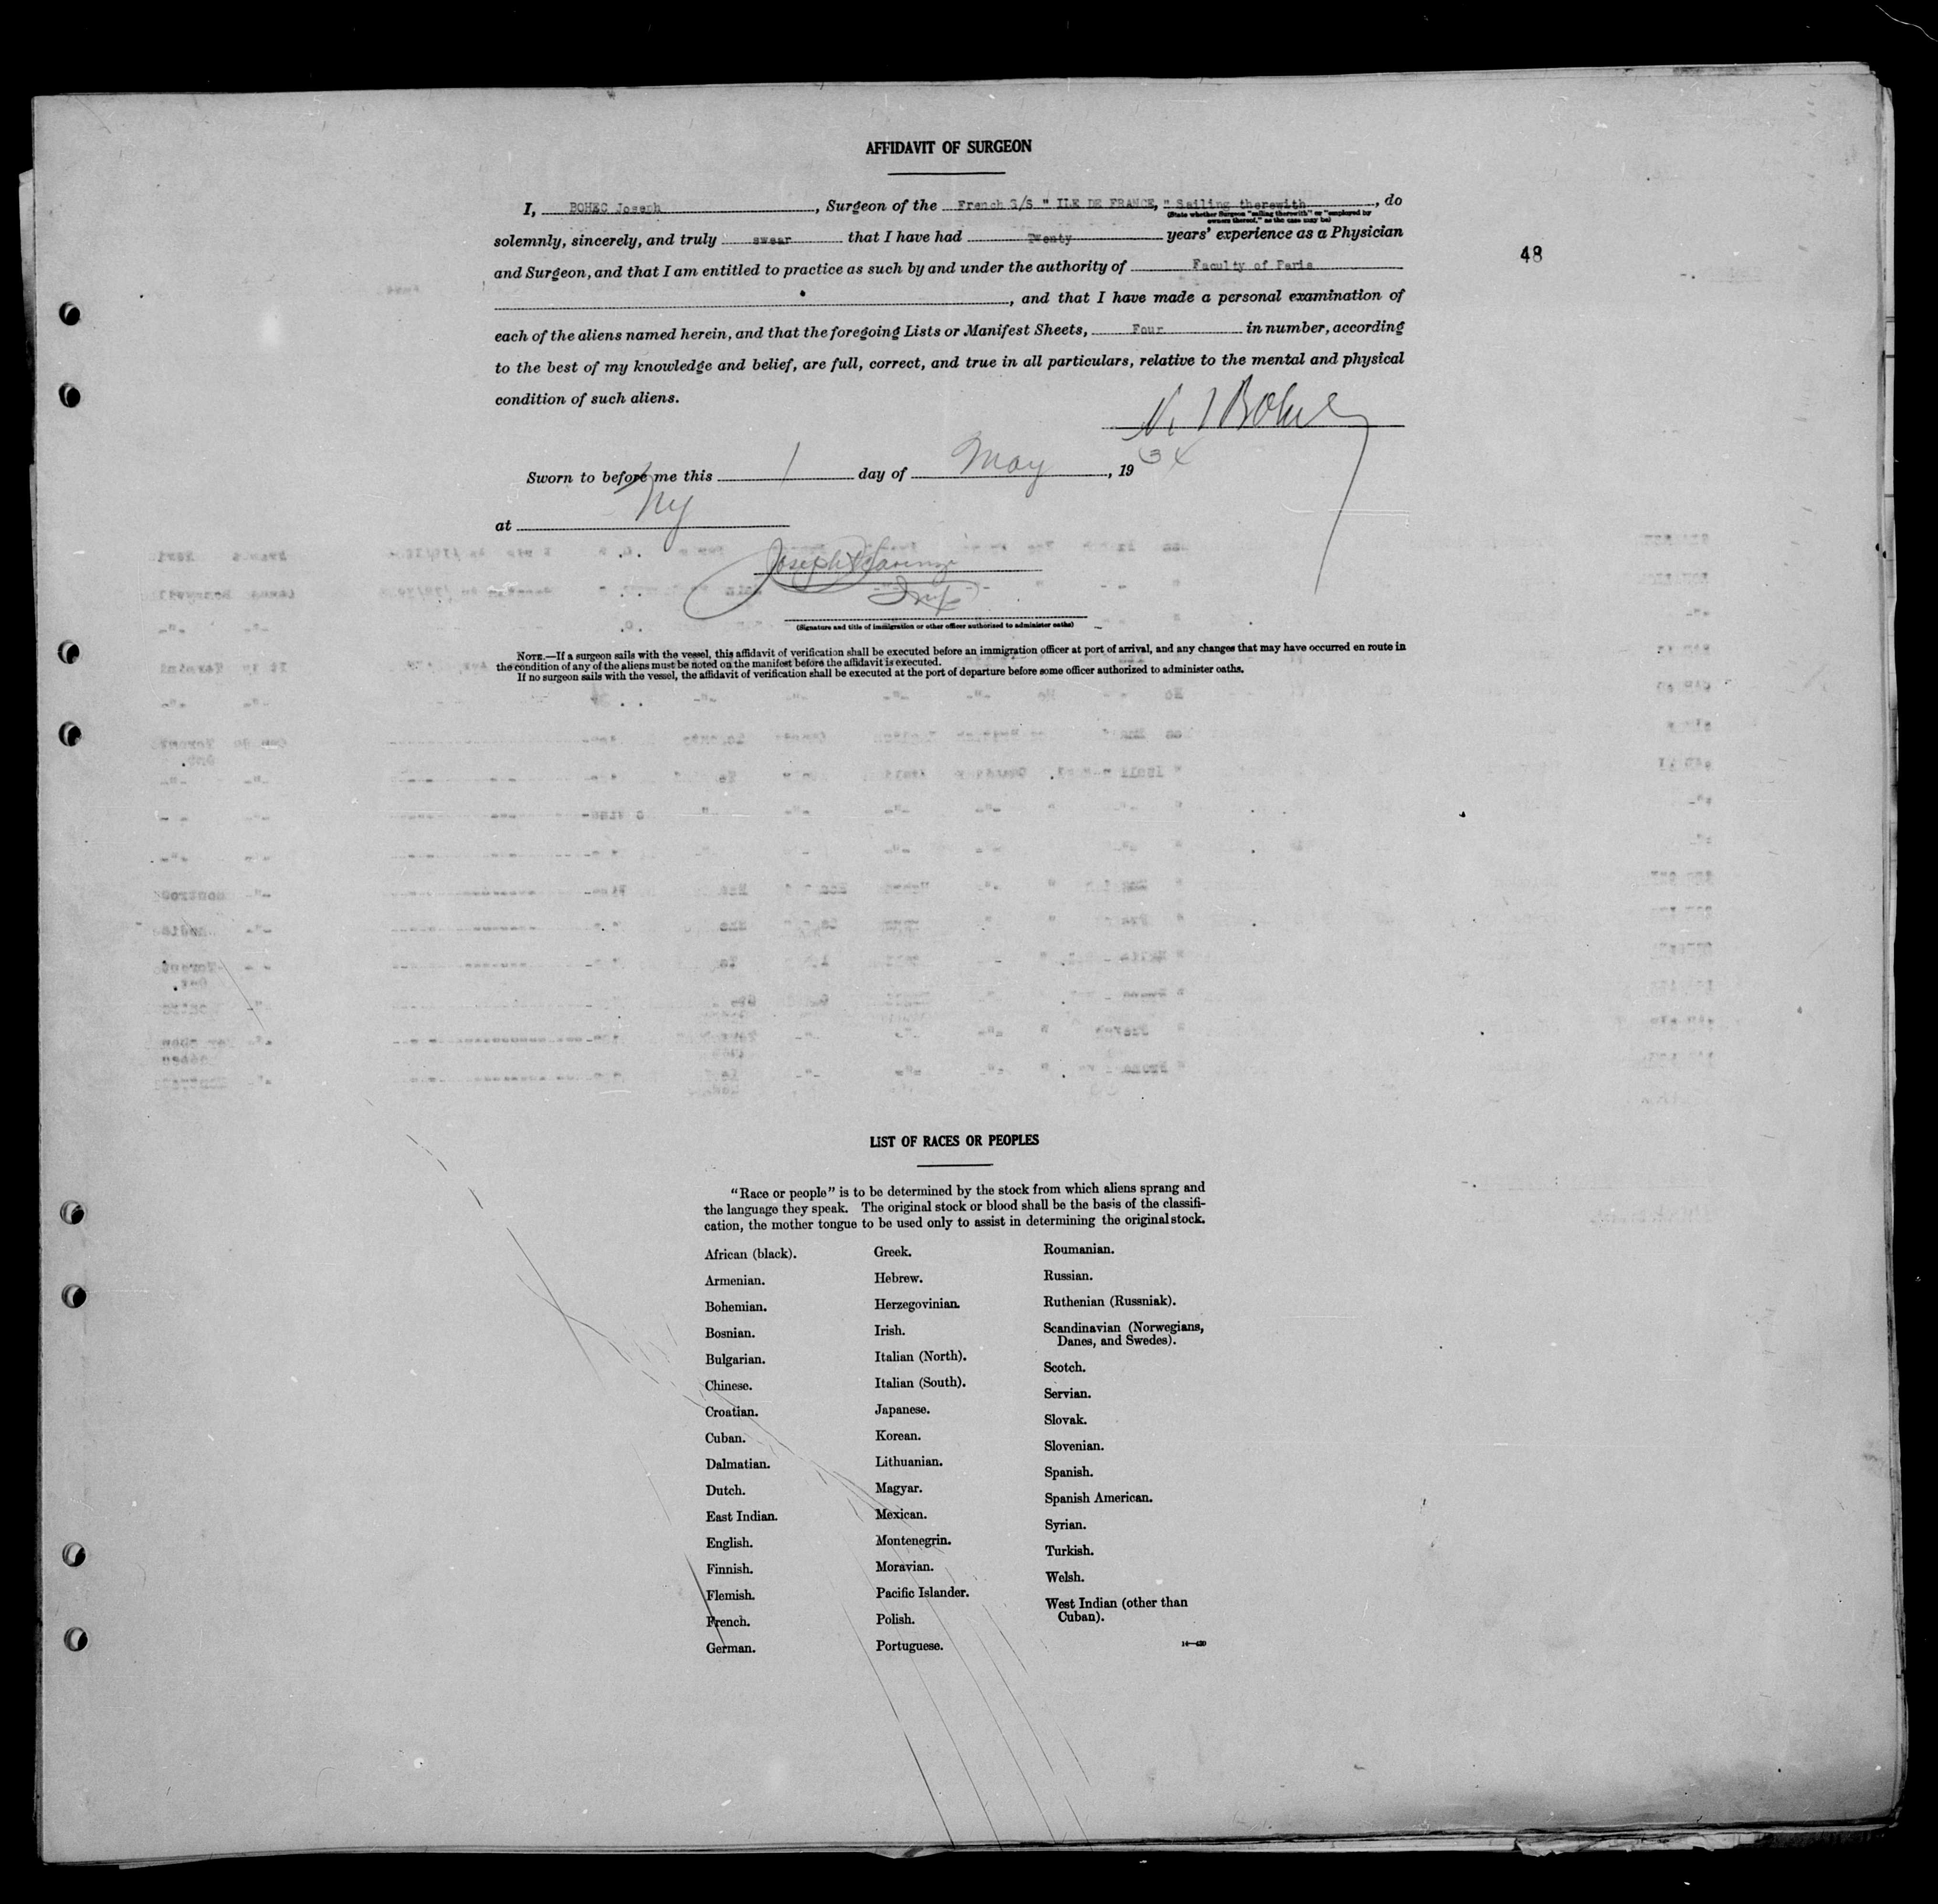 AFFIDAVIT OF SURGEON
I, BOHEC Joseph, Surgeon of the French S/S " ILE DE FRANCE, " Sailing therewith, do
(State whether Surgeon "sailing therewith" or "employed by
owners thereof," as the case may be)
solemnly, sincerely, and truly swear that I have had Twenty years' experience as a Physician
48
and Surgeon, and that I am entitled to practice as such by and under the authority of Faculty of Paris
, and that I have made a personal examination of
each of the aliens named herein, and that the foregoing Lists or Manifest Sheets, Four in number, according
to the best of my knowledge and belief, are full, correct, and true in all particulars, relative to the mental and physical
condition of such aliens.
Sworn to before me this 1 day of May, 1934
at NY
Joseph
(Signature and title of immigration or other officer authorized to administer oaths)
NOTE.—If a surgeon sails with the vessel, this affidavit of verification shall be executed before an immigration officer at port of arrival, and any changes that may have occurred en route in
the condition of any of the aliens must be noted on the manifest before the affidavit is executed.
If no surgeon sails with the vessel, the affidavit of verification shall be executed at the port of departure before some officer authorized to administer oaths.
LIST OF RACES OR PEOPLES
"Race or people" is to be determined by the stock from which aliens sprang and
the language they speak. The original stock or blood shall be the basis of the classifi-
cation, the mother tongue to be used only to assist in determining the original stock.
African (black).
Armenian.
Bohemian.
Bosnian.
Bulgarian.
Chinese.
Croatian.
Cuban.
Dalmatian.
Dutch.
East Indian.
English.
Finnish.
Flemish.
French.
German.
Greek.
Hebrew.
Herzegovinian.
Irish.
Italian (North).
Italian (South).
Japanese.
Korean.
Lithuanian.
Magyar.
Mexican.
Montenegrin.
Moravian.
Pacific Islander.
Polish.
Portuguese.
Roumanian.
Russian.
Ruthenian (Russniak).
Scandinavian (Norwegians,
Danes, and Swedes).
Scotch.
Servian.
Slovak.
Slovenian.
Spanish.
Spanish American.
Syrian.
Turkish.
Welsh.
West Indian (other than
Cuban).
14—430